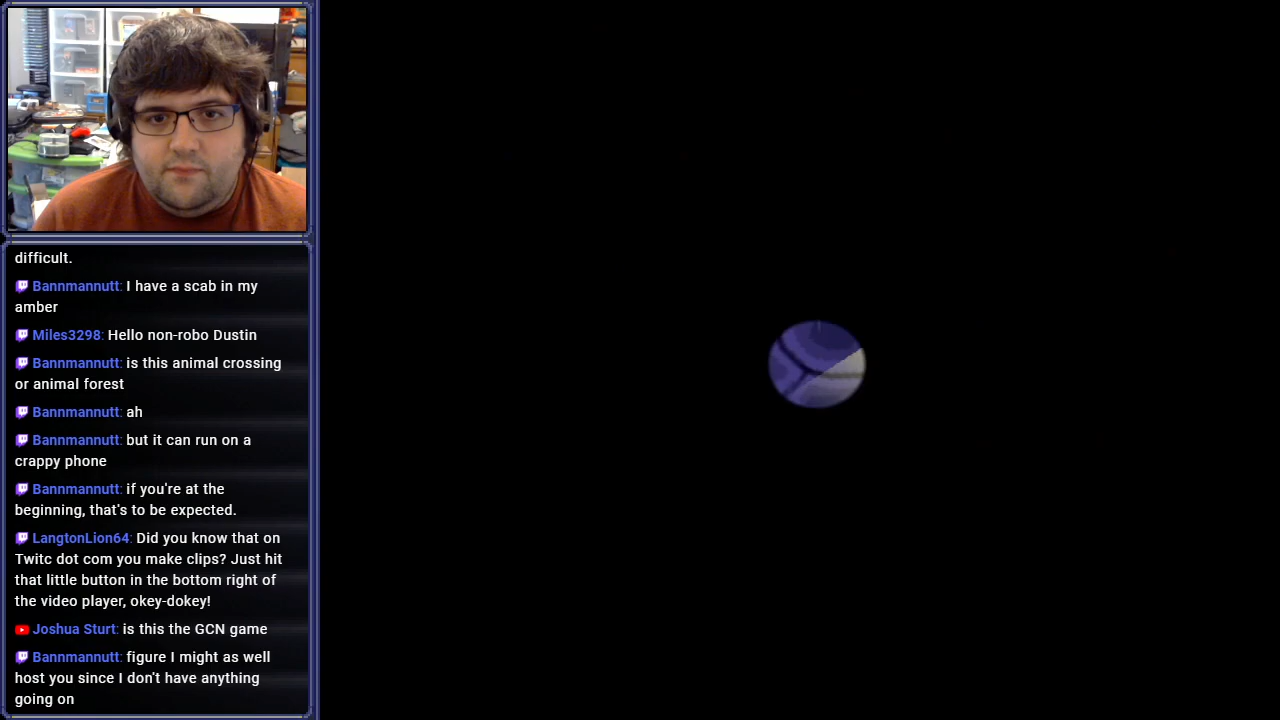 difficult.
Bannmannutt: I have a scab in my
amber
Miles3298: Hello non-robo Dustin
Bannmannutt: is this animal crossing
or animal forest
Bannmannutt: ah
Bannmannutt: but it can run on a
crappy phone
Bannmannutt: if you're at the
beginning, that's to be expected.
LangtonLion64: Did you know that on
Twitc dot com you make clips? Just hit
that little button in the bottom right of
the video player, okey-dokey!
Joshua Sturt: is this the GCN game
Bannmannutt: figure I might as well
host you since I don't have anything
going on